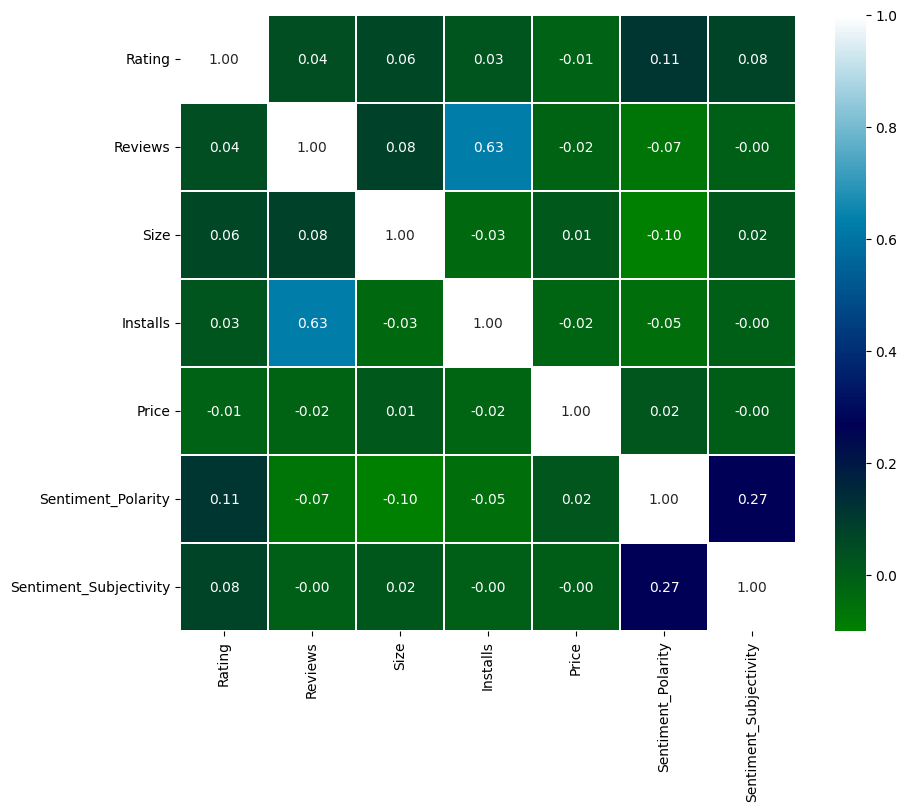 Rating 1.00 0.04 0.06 0.03 -0.01 0.11 0.08
Reviews 0.04 1.00 0.08 0.63 -0.02 -0.07 -0.00
Size 0.06 0.08 1.00 -0.03 0.01 -0.10 0.02
Installs 0.03 0.63 -0.03 1.00 -0.02 -0.05 -0.00
Price -0.01 -0.02 0.01 -0.02 1.00 0.02 -0.00
Sentiment_Polarity 0.11 -0.07 -0.10 -0.05 0.02 1.00 0.27
Sentiment_Subjectivity 0.08 -0.00 0.02 -0.00 -0.00 0.27 1.00
Rating
Reviews
Size
Installs
Price
Sentiment_Polarity
Sentiment_Subjectivity
1.0
0.8
0.6
0.4
0.2
0.0